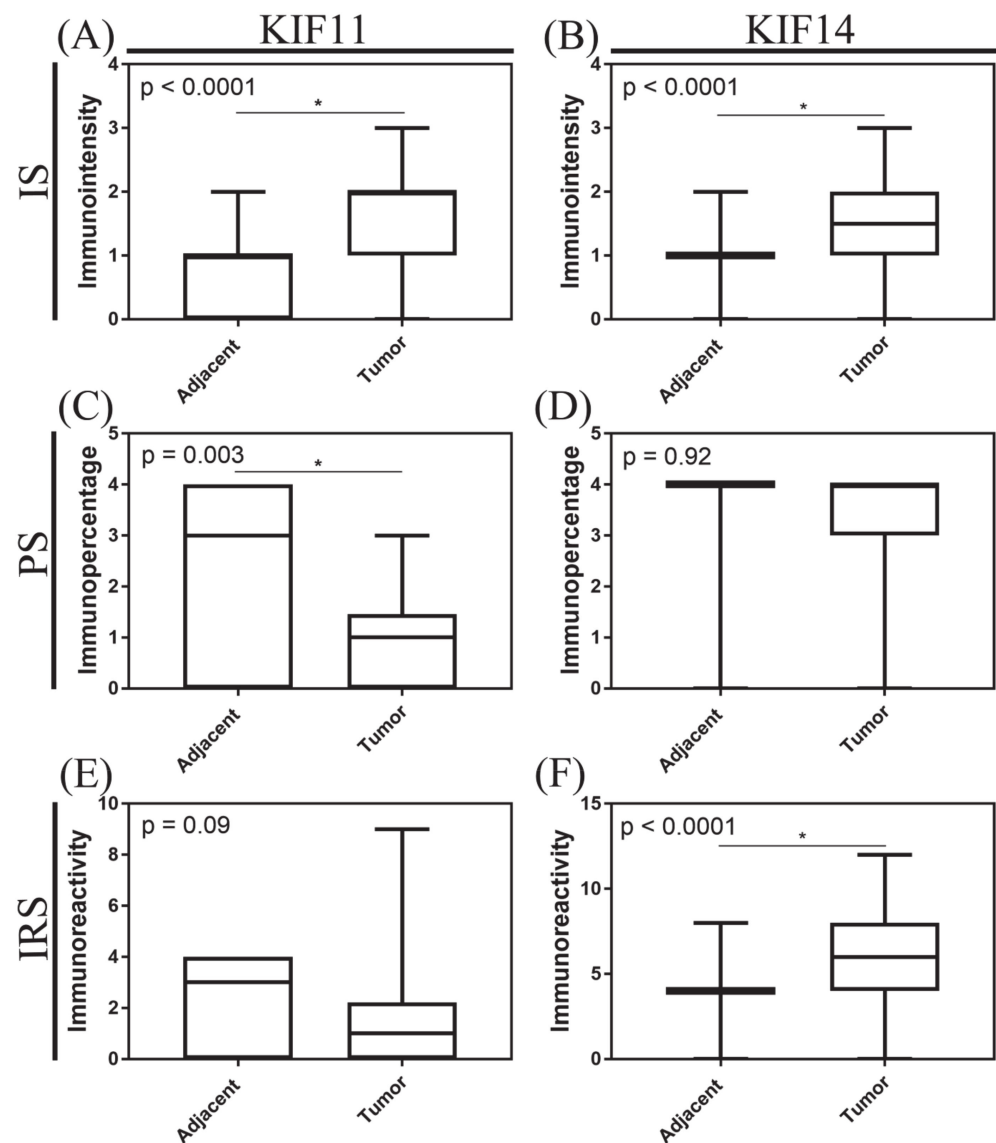 KIF11
KIF14
IS
(A)
p < 0.0001
*
Immunointensity
4
3
2
1
0
Adjacent
Tumor
(B)
p < 0.0001
*
Immunointensity
4
3
2
1
0
Adjacent
Tumor
PS
(C)
p = 0.003
*
Immunopercentage
5
4
3
2
1
0
Adjacent
Tumor
(D)
p = 0.92
Immunopercentage
5
4
3
2
1
0
Adjacent
Tumor
IRS
(E)
p = 0.09
Immunoreactivity
10
8
6
4
2
0
Adjacent
Tumor
(F)
p < 0.0001
*
Immunoreactivity
15
10
5
0
Adjacent
Tumor